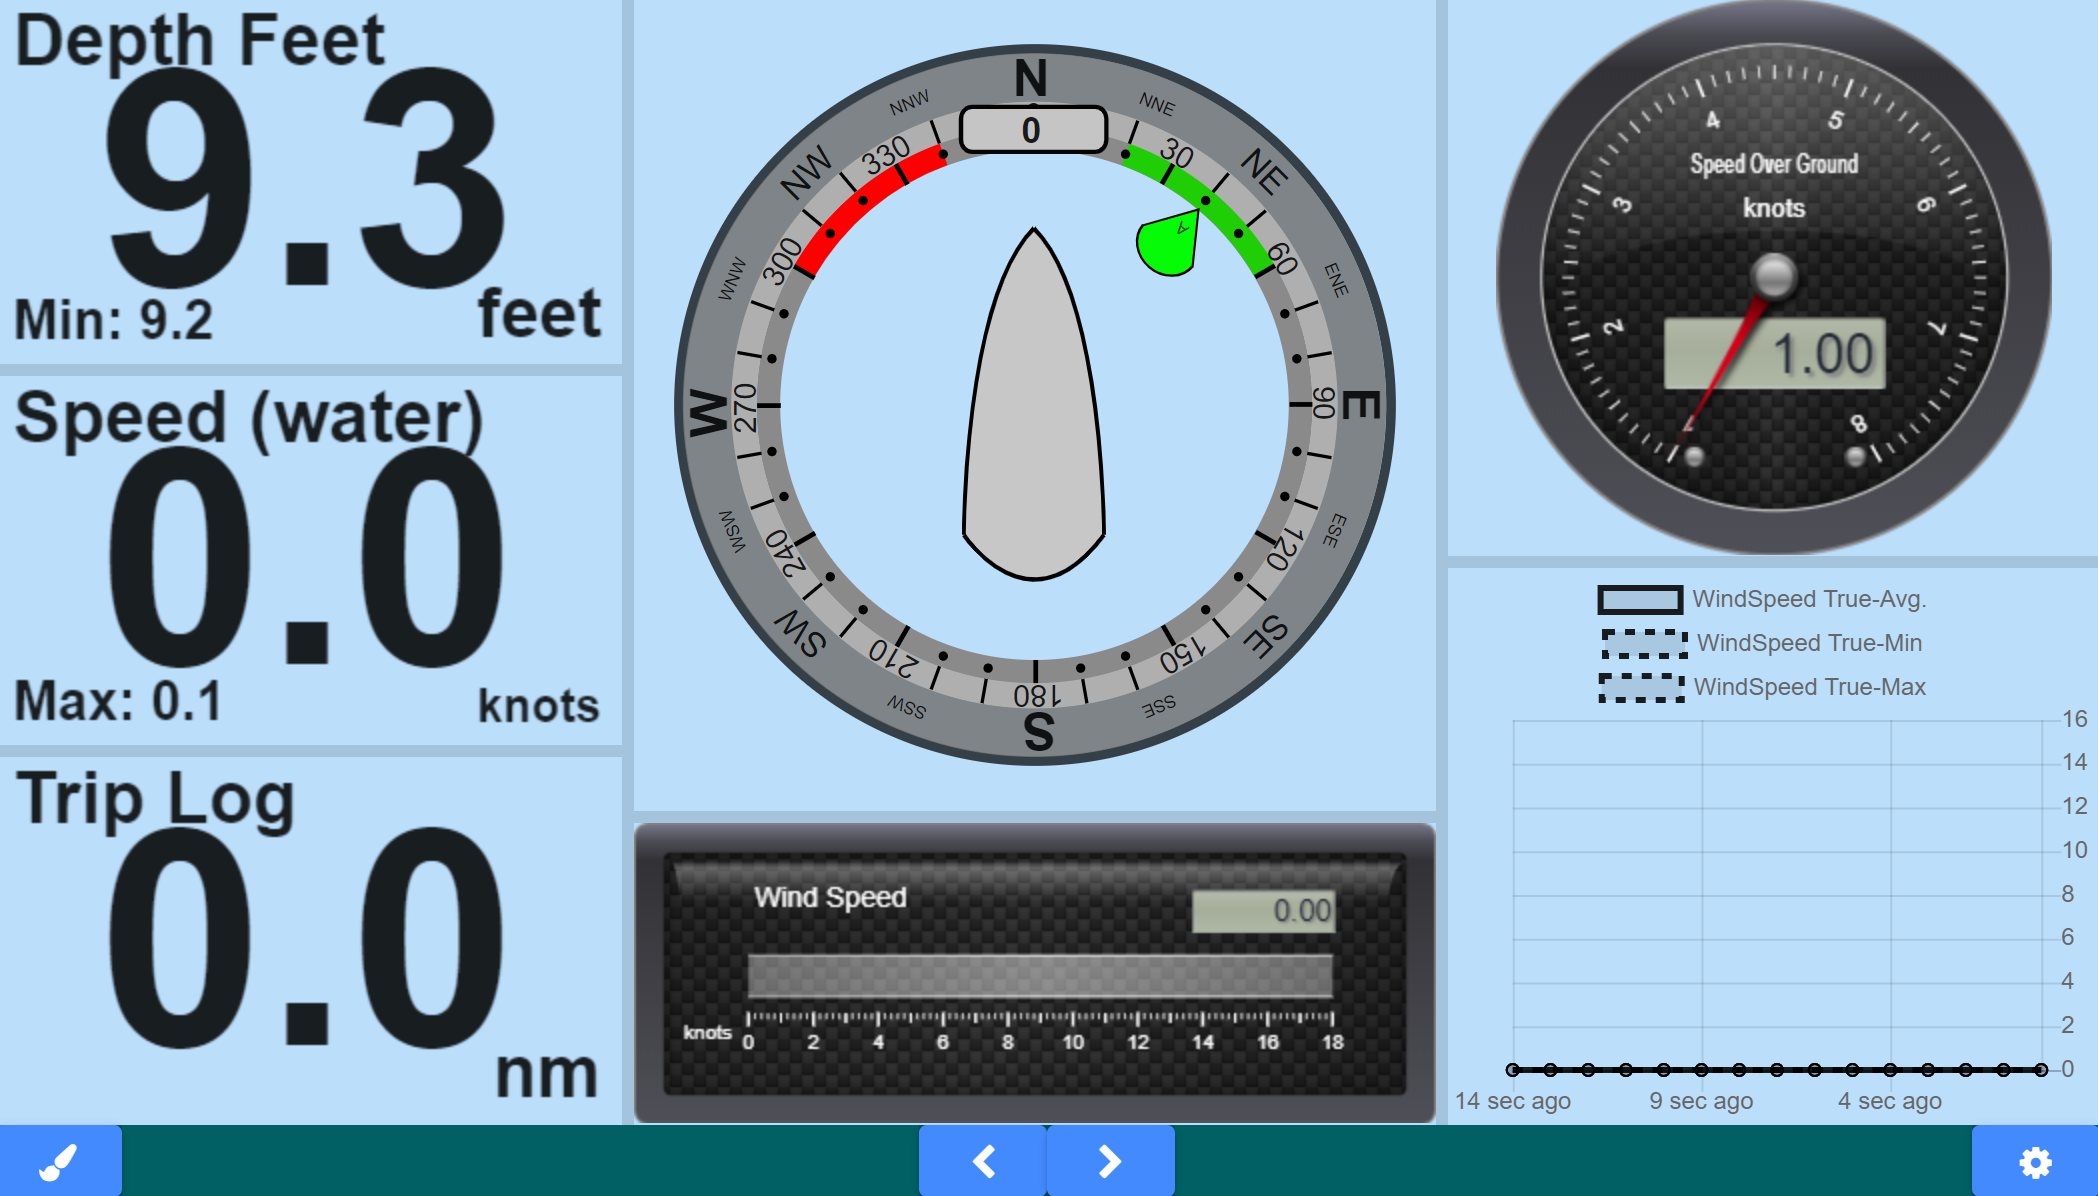 Depth Feet
9.3
Min: 9.2
feet
Speed (water)
0.0
Max: 0.1
knots
Trip Log
0.0
nm
N
NNE
NE
ENE
E
ESE
SE
SSE
S
SSW
SW
WSW
W
WNW
NW
NNW
0
30
60
90
120
150
180
210
240
270
300
330
A
Wind Speed
0.00
knots
0 2 4 6 8 10 12 14 16 18
Speed Over Ground
knots
1.00
1
2
3
4
5
6
7
8
WindSpeed True-Avg.
WindSpeed True-Min
WindSpeed True-Max
16
14
12
10
8
6
4
2
0
14 sec ago 9 sec ago 4 sec ago